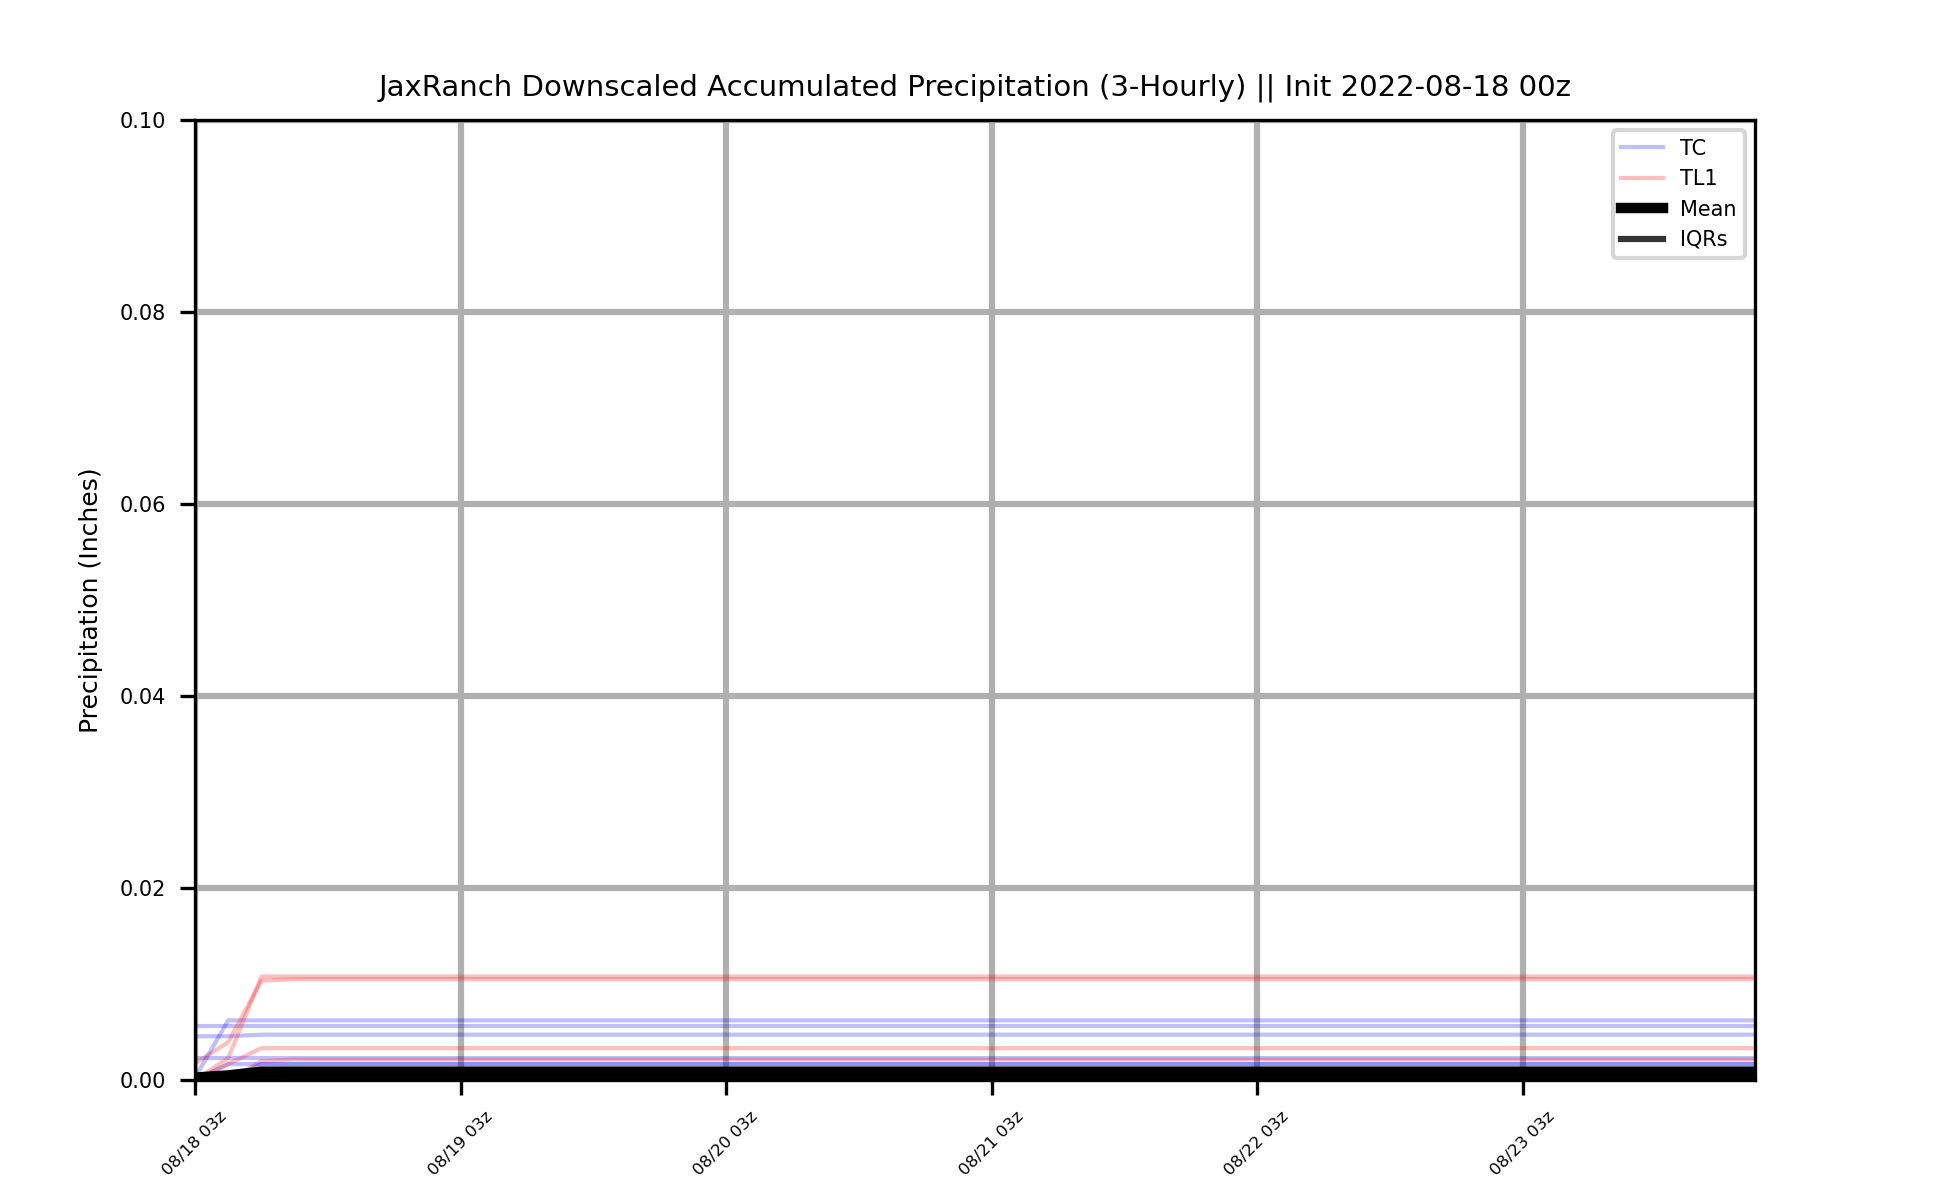 JaxRanch Downscaled Accumulated Precipitation (3-Hourly) || Init 2022-08-18 00z
Precipitation (Inches)
0.10
0.08
0.06
0.04
0.02
0.00
TC
TL1
Mean
IQRs
08/18 03z
08/19 03z
08/20 03z
08/21 03z
08/22 03z
08/23 03z